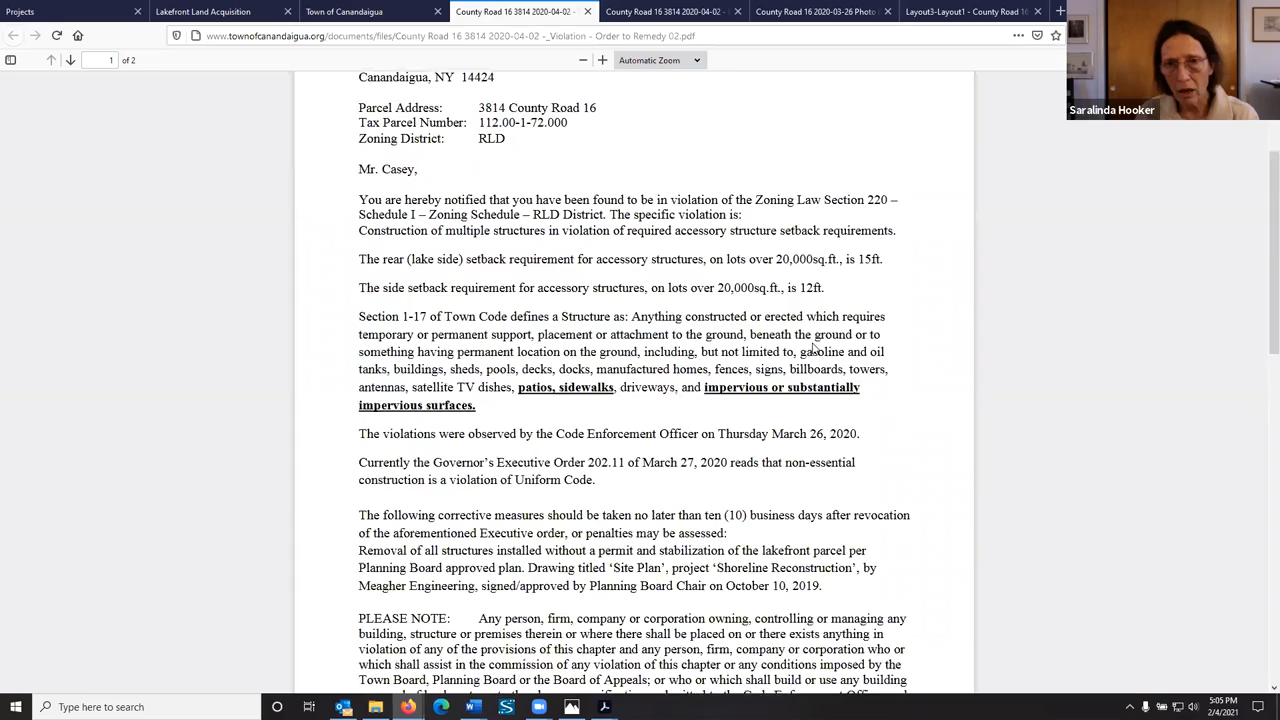 Projects
Lakefront Land Acquisition
Town of Canandaigua
County Road 16 3814 2020-04-02 -
County Road 16 3814 2020-04-02 -
County Road 16 2020-03-26 Photo
Layout3-Layout1 - County Road 16
www.townofcanandaigua.org/documents/files/County Road 16 3814 2020-04-02 -_Violation - Order to Remedy 02.pdf
1 of 2
Automatic Zoom
Saralinda Hooker
Canandaigua, NY 14424
Parcel Address: 3814 County Road 16
Tax Parcel Number: 112.00-1-72.000
Zoning District: RLD
Mr. Casey,
You are hereby notified that you have been found to be in violation of the Zoning Law Section 220 –
Schedule I – Zoning Schedule – RLD District. The specific violation is:
Construction of multiple structures in violation of required accessory structure setback requirements.
The rear (lake side) setback requirement for accessory structures, on lots over 20,000sq.ft., is 15ft.
The side setback requirement for accessory structures, on lots over 20,000sq.ft., is 12ft.
Section 1-17 of Town Code defines a Structure as: Anything constructed or erected which requires
temporary or permanent support, placement or attachment to the ground, beneath the ground or to
something having permanent location on the ground, including, but not limited to, gasoline and oil
tanks, buildings, sheds, pools, decks, docks, manufactured homes, fences, signs, billboards, towers,
antennas, satellite TV dishes, patios, sidewalks, driveways, and impervious or substantially
impervious surfaces.
The violations were observed by the Code Enforcement Officer on Thursday March 26, 2020.
Currently the Governor's Executive Order 202.11 of March 27, 2020 reads that non-essential
construction is a violation of Uniform Code.
The following corrective measures should be taken no later than ten (10) business days after revocation
of the aforementioned Executive order, or penalties may be assessed:
Removal of all structures installed without a permit and stabilization of the lakefront parcel per
Planning Board approved plan. Drawing titled 'Site Plan', project 'Shoreline Reconstruction', by
Meagher Engineering, signed/approved by Planning Board Chair on October 10, 2019.
PLEASE NOTE: Any person, firm, company or corporation owning, controlling or managing any
building, structure or premises therein or where there shall be placed on or there exists anything in
violation of any of the provisions of this chapter and any person, firm, company or corporation who or
which shall assist in the commission of any violation of this chapter or any conditions imposed by the
Town Board, Planning Board or the Board of Appeals; or who or which shall build or use any building
Type here to search
5:05 PM
2/4/2021